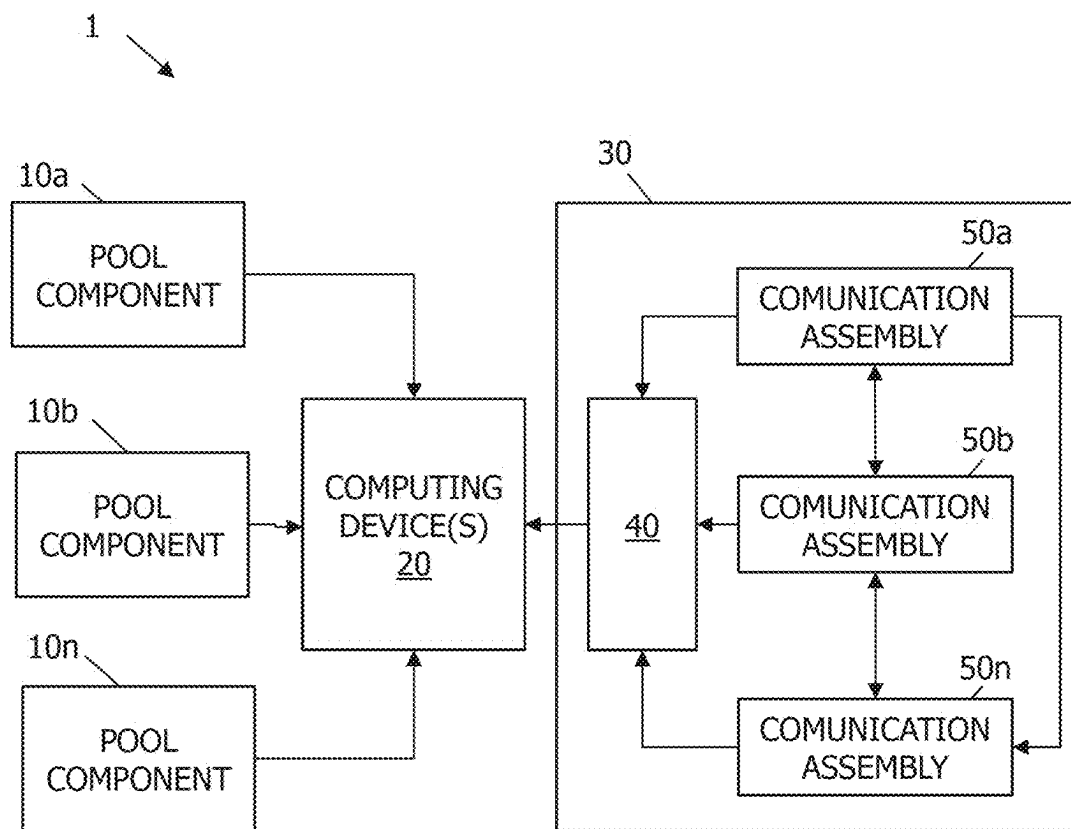 1
10a
POOL
COMPONENT
10b
POOL
COMPONENT
10n
POOL
COMPONENT
COMPUTING
DEVICE(S)
20
30
40
50a
COMUNICATION
ASSEMBLY
50b
COMUNICATION
ASSEMBLY
50n
COMUNICATION
ASSEMBLY